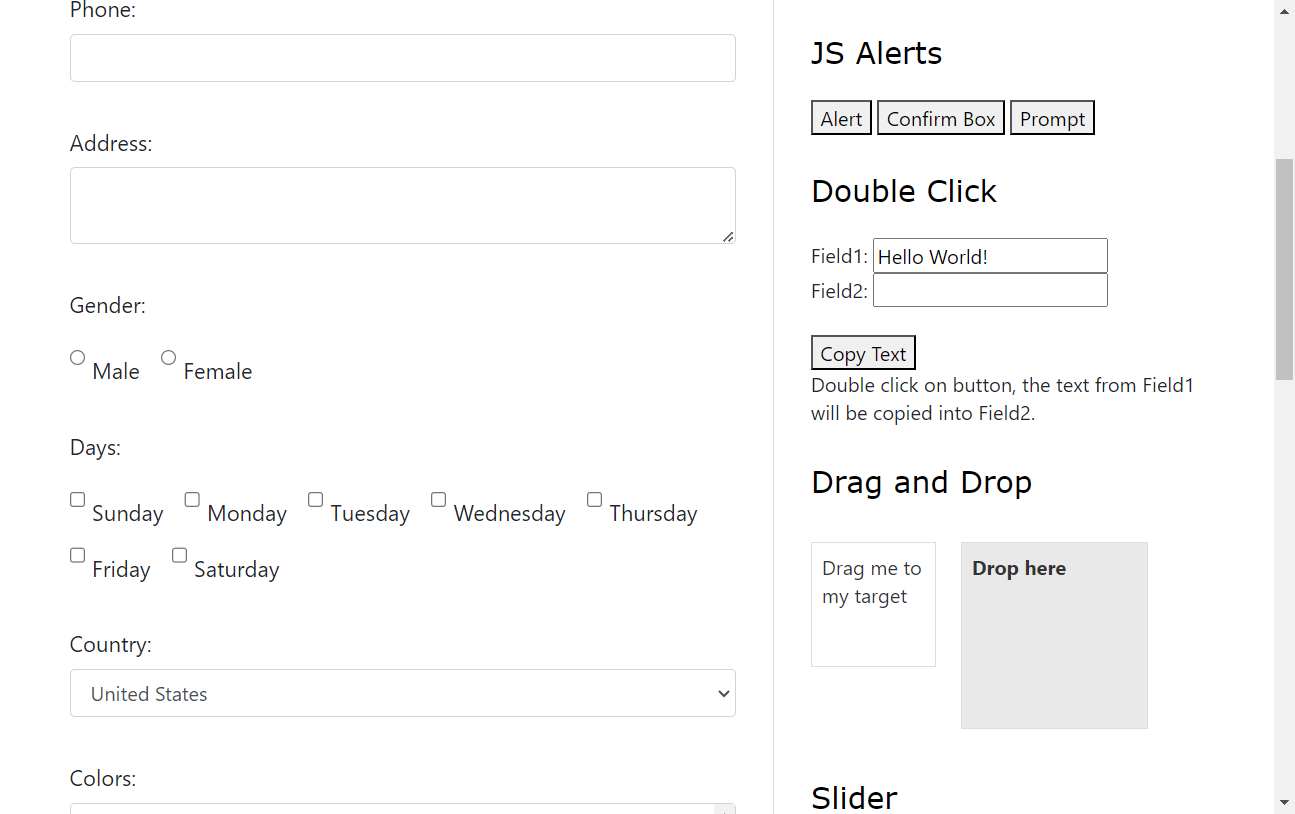 Phone:
Address:
Gender:
Male Female
Days:
Sunday Monday Tuesday Wednesday Thursday
Friday Saturday
Country:
United States
Colors:
JS Alerts
Alert Confirm Box Prompt
Double Click
Field1: Hello World!
Field2:
Copy Text
Double click on button, the text from Field1
will be copied into Field2.
Drag and Drop
Drag me to
my target
Drop here
Slider